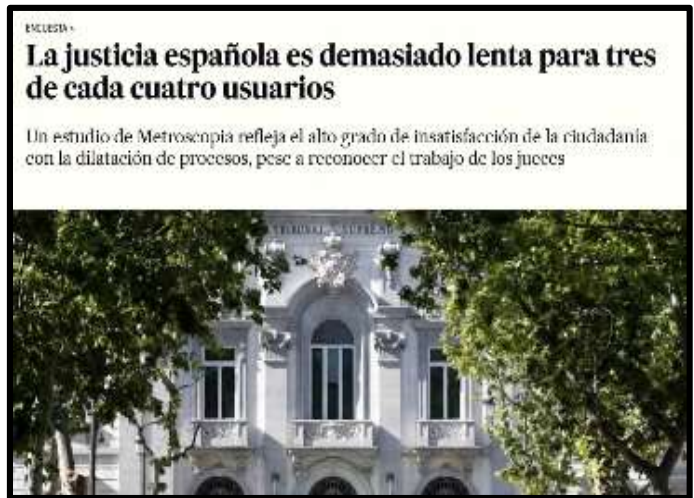 ENCUESTA >
La justicia española es demasiado lenta para tres
de cada cuatro usuarios
Un estudio de Metroscopia refleja el alto grado de insatisfacción de la ciudadanía
con la dilatación de procesos, pese a reconocer el trabajo de los jueces
TRIBUNAL SUPREMO